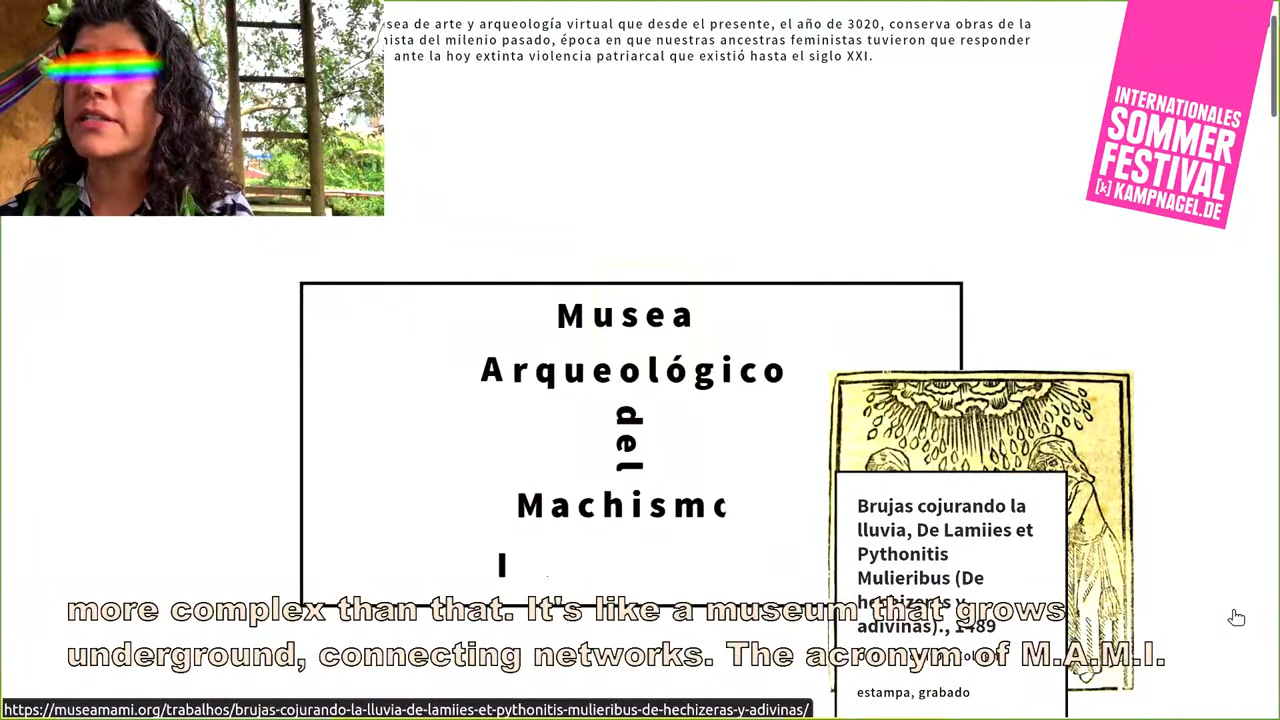 sea de arte y arqueología virtual que desde el presente, el año de 3020, conserva obras de la
ista del milenio pasado, época en que nuestras ancestras feministas tuvieron que responder
ante la hoy extinta violencia patriarcal que existió hasta el siglo XXI.
INTERNATIONALES
SOMMER
FESTIVAL
[k] KAMPNAGEL.DE
Musea
Arqueológico
del
Machismo
I
Brujas cojurando la
lluvia, De Lamiies et
Pythonitis
Mulieribus (De
hechizeras y
adivinas)., 1489
estampa, grabado
more complex than that. It's like a museum that grows
underground, connecting networks. The acronym of M.A.M.I.
https://museamami.org/trabalhos/brujas-cojurando-la-lluvia-de-lamiies-et-pythonitis-mulieribus-de-hechizeras-y-adivinas/